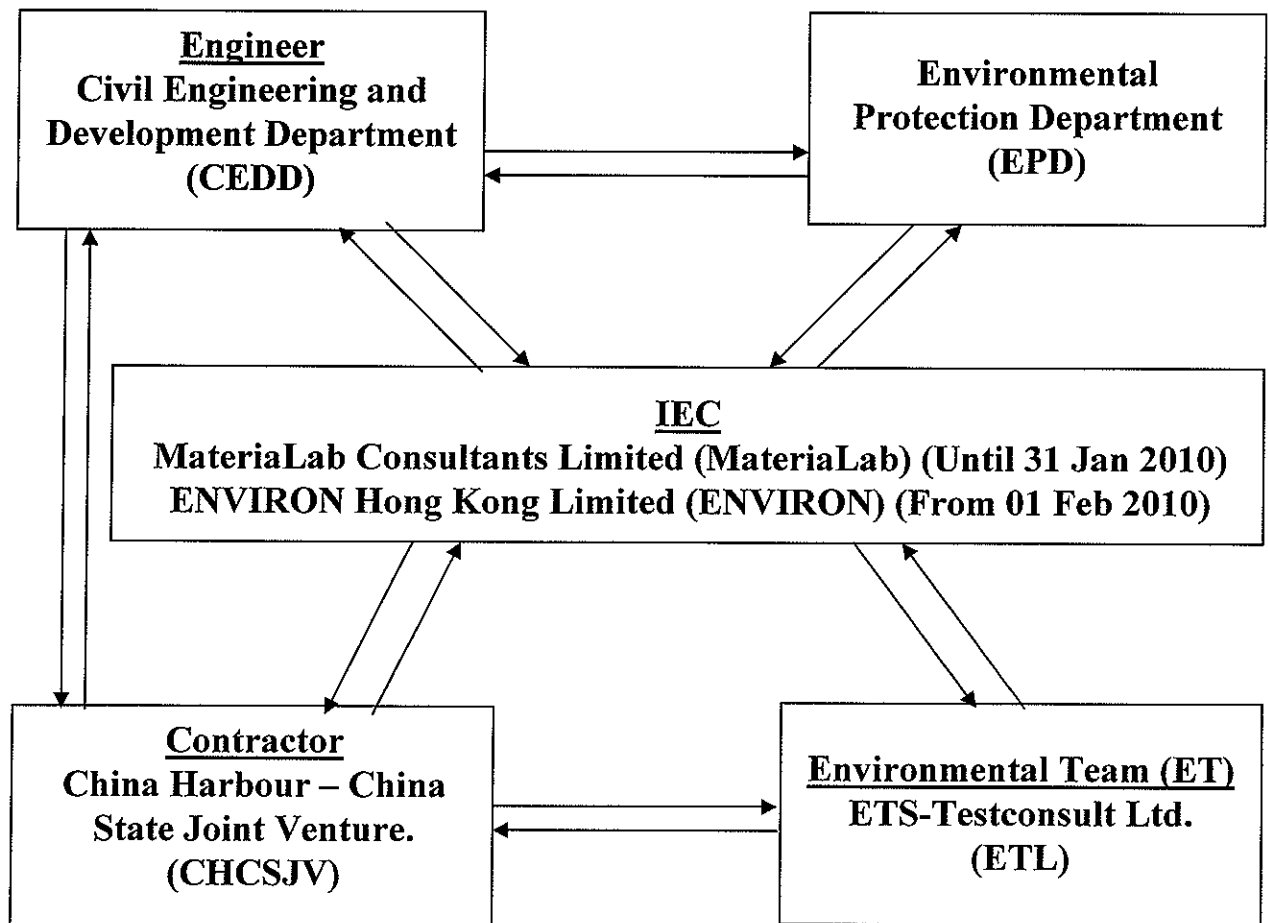 Engineer
Civil Engineering and
Development Department
(CEDD)
Environmental
Protection Department
(EPD)
IEC
MateriaLab Consultants Limited (MateriaLab) (Until 31 Jan 2010)
ENVIRON Hong Kong Limited (ENVIRON) (From 01 Feb 2010)
Contractor
China Harbour – China
State Joint Venture.
(CHCSJV)
Environmental Team (ET)
ETS-Testconsult Ltd.
(ETL)